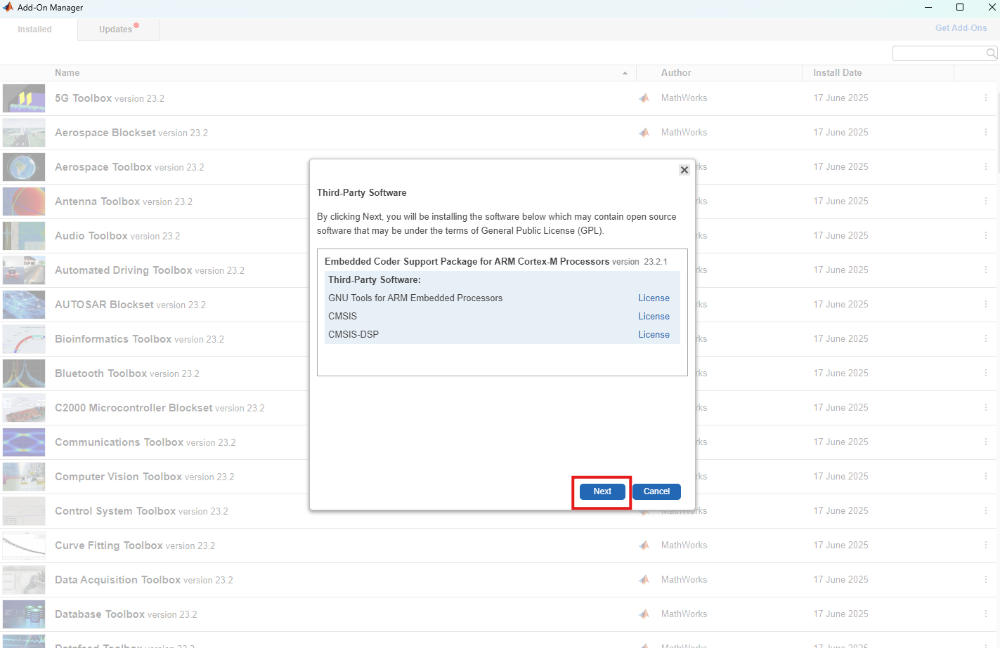 Add-On Manager
Installed
Updates
Get Add-Ons
Name
Author
Install Date
5G Toolbox version 23.2
MathWorks
17 June 2025
Aerospace Blockset version 23.2
MathWorks
17 June 2025
Aerospace Toolbox version 23.2
rks
17 June 2025
Antenna Toolbox version 23.2
rks
17 June 2025
Audio Toolbox version 23.2
rks
17 June 2025
Automated Driving Toolbox version 23.2
rks
17 June 2025
AUTOSAR Blockset version 23.2
rks
17 June 2025
Bioinformatics Toolbox version 23.2
rks
17 June 2025
Bluetooth Toolbox version 23.2
rks
17 June 2025
C2000 Microcontroller Blockset version 23.2
rks
17 June 2025
Communications Toolbox version 23.2
rks
17 June 2025
Computer Vision Toolbox version 23.2
rks
17 June 2025
Control System Toolbox version 23.2
MathWorks
17 June 2025
Curve Fitting Toolbox version 23.2
MathWorks
17 June 2025
Data Acquisition Toolbox version 23.2
MathWorks
17 June 2025
Database Toolbox version 23.2
MathWorks
17 June 2025
Datafeed Toolbox version 23.2
MathWorks
17 June 2025
Third-Party Software
By clicking Next, you will be installing the software below which may contain open source
software that may be under the terms of General Public License (GPL).
Embedded Coder Support Package for ARM Cortex-M Processors version 23.2.1
Third-Party Software:
GNU Tools for ARM Embedded Processors License
CMSIS License
CMSIS-DSP License
Next
Cancel